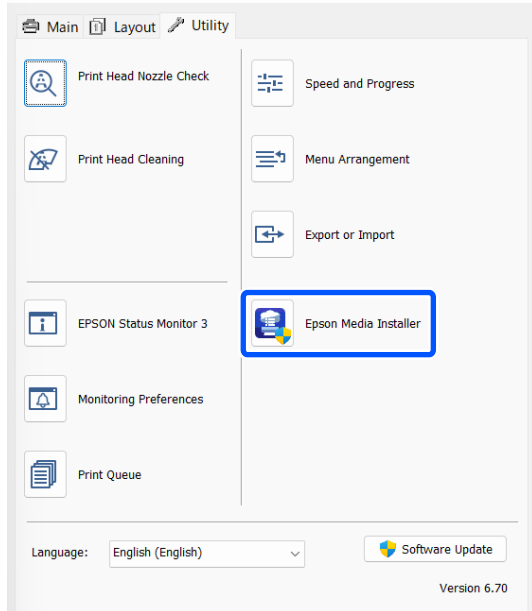 Main Layout Utility
Print Head Nozzle Check
Speed and Progress
Print Head Cleaning
Menu Arrangement
Export or Import
EPSON Status Monitor 3
Epson Media Installer
Monitoring Preferences
Print Queue
Language: English (English)
Software Update
Version 6.70